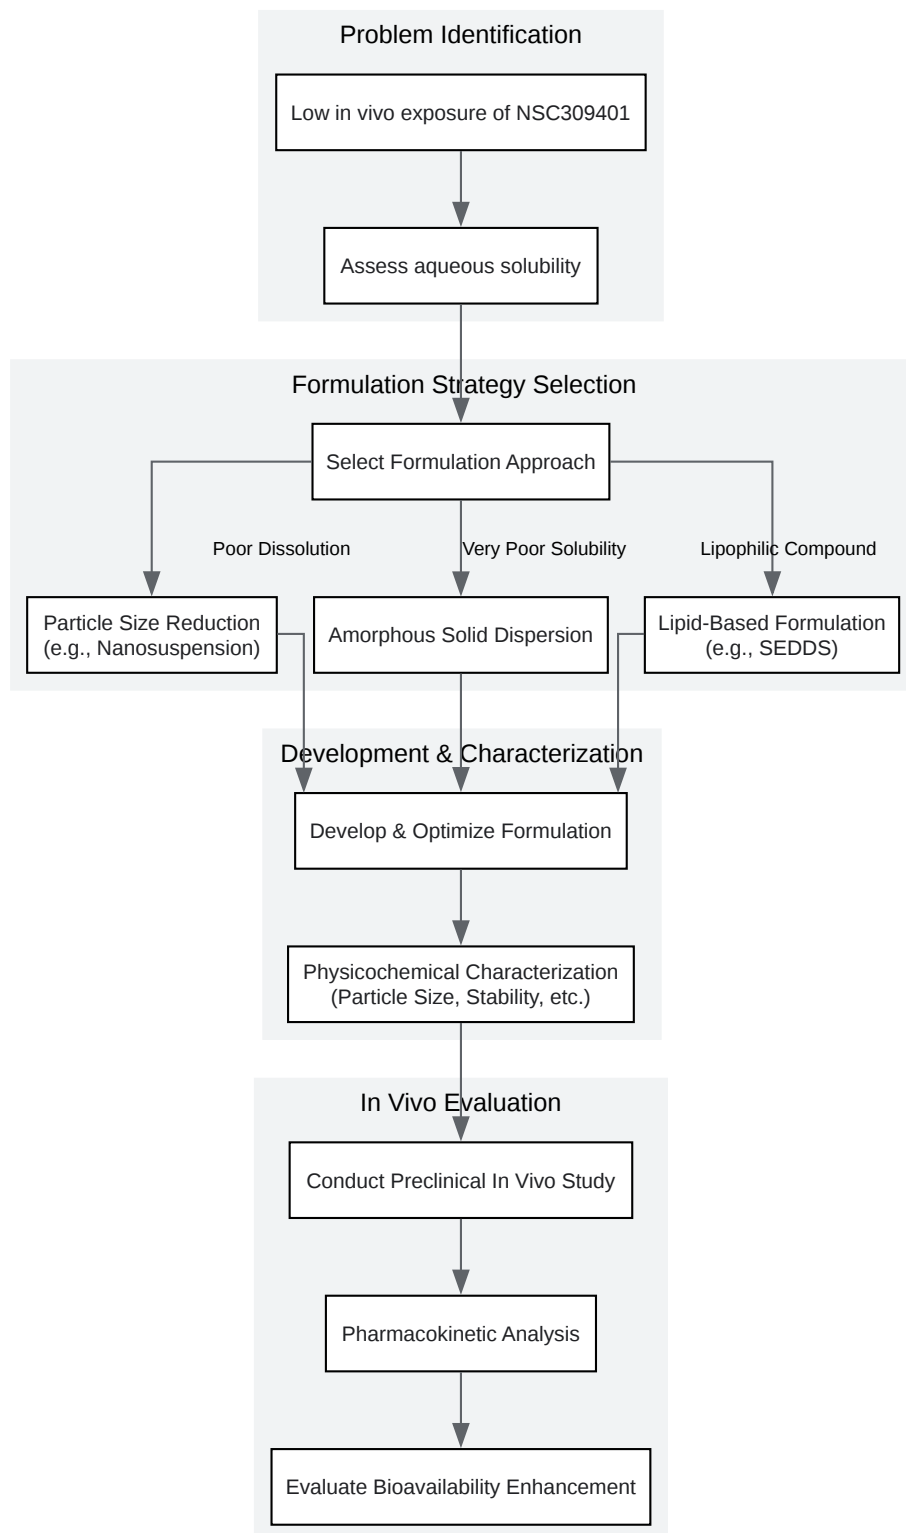 Problem Identification
Low in vivo exposure of NSC309401
Assess aqueous solubility
Formulation Strategy Selection
Select Formulation Approach
Poor Dissolution
Very Poor Solubility
Lipophilic Compound
Particle Size Reduction
(e.g., Nanosuspension)
Amorphous Solid Dispersion
Lipid-Based Formulation
(e.g., SEDDS)
Development & Characterization
Develop & Optimize Formulation
Physicochemical Characterization
(Particle Size, Stability, etc.)
In Vivo Evaluation
Conduct Preclinical In Vivo Study
Pharmacokinetic Analysis
Evaluate Bioavailability Enhancement